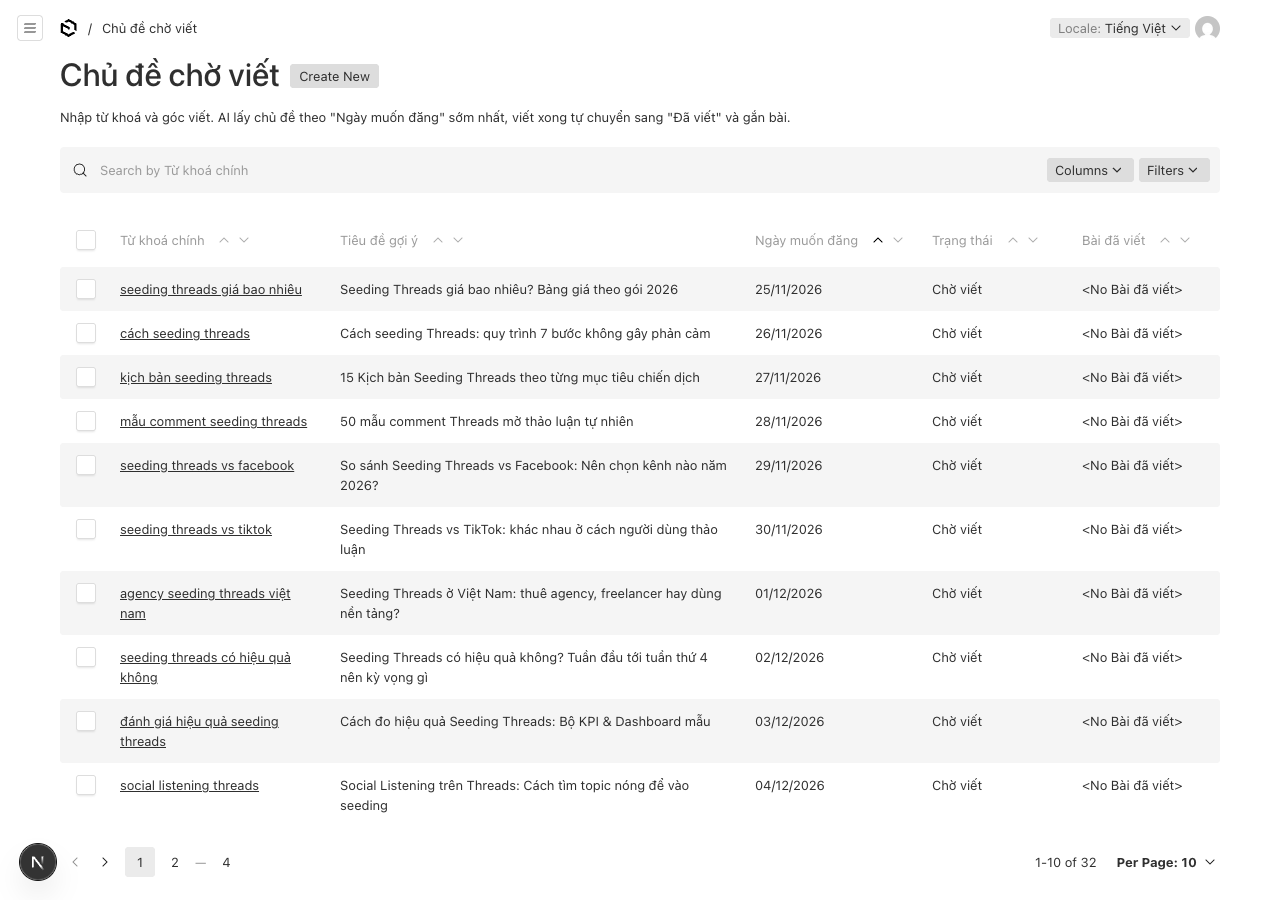 / Chủ đề chờ viết
Locale: Tiếng Việt
Chủ đề chờ viết Create New
Nhập từ khoá và góc viết. AI lấy chủ đề theo "Ngày muốn đăng" sớm nhất, viết xong tự chuyển sang "Đã viết" và gắn bài.
Search by Từ khoá chính Columns Filters
Từ khoá chính Tiêu đề gợi ý Ngày muốn đăng Trạng thái Bài đã viết
seeding threads giá bao nhiêu Seeding Threads giá bao nhiêu? Bảng giá theo gói 2026 25/11/2026 Chờ viết <No Bài đã viết>
cách seeding threads Cách seeding Threads: quy trình 7 bước không gây phản cảm 26/11/2026 Chờ viết <No Bài đã viết>
kịch bản seeding threads 15 Kịch bản Seeding Threads theo từng mục tiêu chiến dịch 27/11/2026 Chờ viết <No Bài đã viết>
mẫu comment seeding threads 50 mẫu comment Threads mở thảo luận tự nhiên 28/11/2026 Chờ viết <No Bài đã viết>
seeding threads vs facebook So sánh Seeding Threads vs Facebook: Nên chọn kênh nào năm 29/11/2026 Chờ viết <No Bài đã viết>
2026?
seeding threads vs tiktok Seeding Threads vs TikTok: khác nhau ở cách người dùng thảo 30/11/2026 Chờ viết <No Bài đã viết>
luận
agency seeding threads việt Seeding Threads ở Việt Nam: thuê agency, freelancer hay dùng 01/12/2026 Chờ viết <No Bài đã viết>
nam nền tảng?
seeding threads có hiệu quả Seeding Threads có hiệu quả không? Tuần đầu tới tuần thứ 4 02/12/2026 Chờ viết <No Bài đã viết>
không nên kỳ vọng gì
đánh giá hiệu quả seeding Cách đo hiệu quả Seeding Threads: Bộ KPI & Dashboard mẫu 03/12/2026 Chờ viết <No Bài đã viết>
threads
social listening threads Social Listening trên Threads: Cách tìm topic nóng để vào 04/12/2026 Chờ viết <No Bài đã viết>
seeding
N 1 2 — 4 1-10 of 32 Per Page: 10